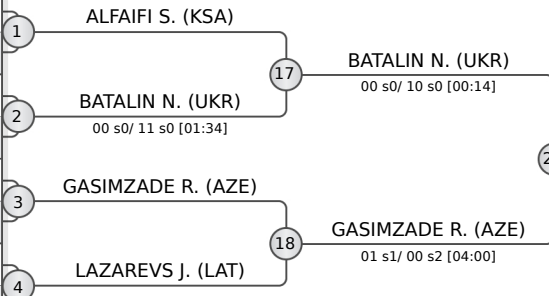 ALFAIFI S. (KSA)
1
17
BATALIN N. (UKR)
00 s0/ 10 s0 [00:14]
BATALIN N. (UKR)
2
00 s0/ 11 s0 [01:34]
2
GASIMZADE R. (AZE)
3
18
GASIMZADE R. (AZE)
01 s1/ 00 s2 [04:00]
LAZAREVS J. (LAT)
4